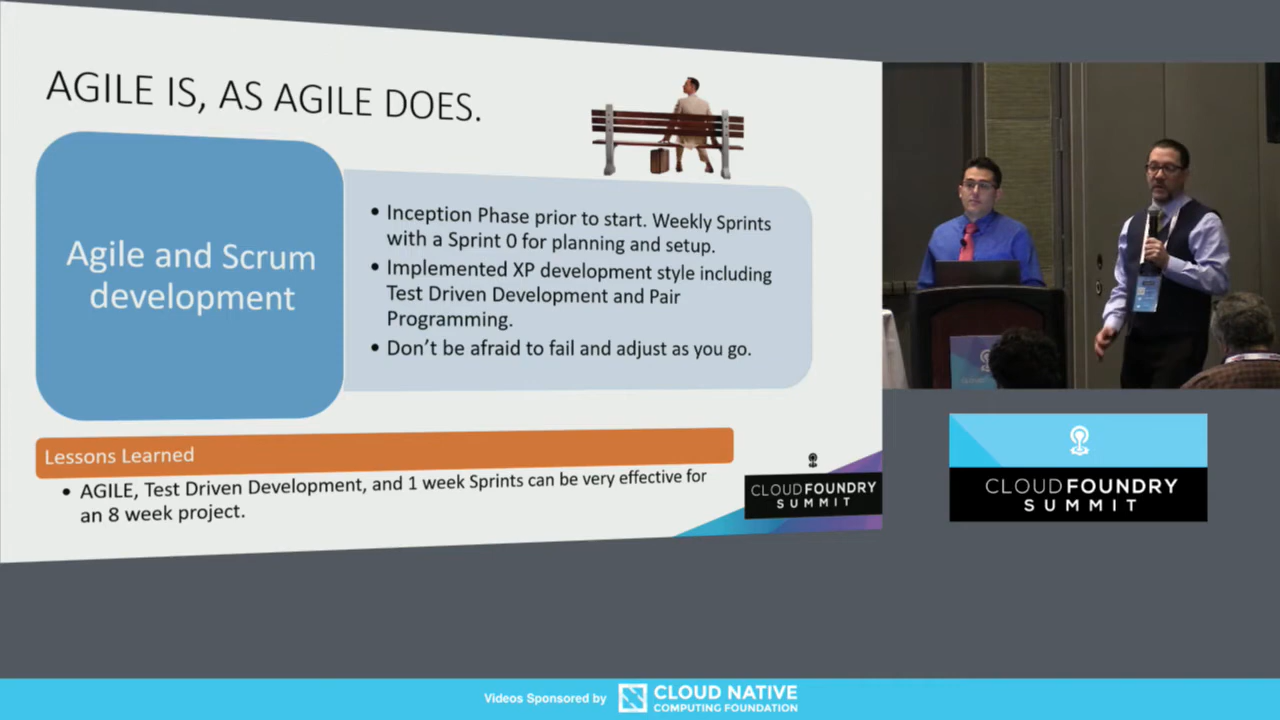 AGILE IS, AS AGILE DOES.
Agile and Scrum
development
• Inception Phase prior to start. Weekly Sprints
with a Sprint 0 for planning and setup.
• Implemented XP development style including
Test Driven Development and Pair
Programming.
• Don't be afraid to fail and adjust as you go.
Lessons Learned
• AGILE, Test Driven Development, and 1 week Sprints can be very effective for
an 8 week project.
CLOUDFOUNDRY
SUMMIT
CLOUDFOUNDRY
SUMMIT
Videos Sponsored by
CLOUD NATIVE
COMPUTING FOUNDATION